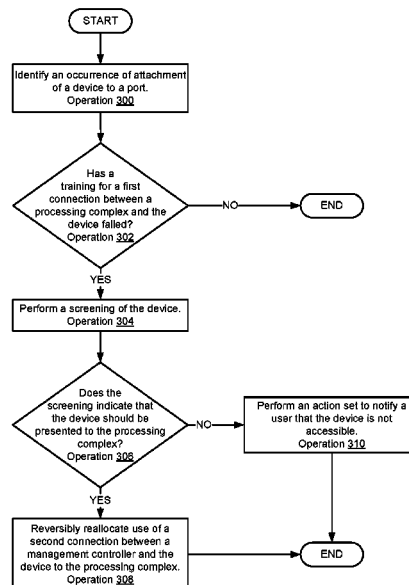 START
Identify an occurrence of attachment
of a device to a port.
Operation 300
Has a
training for a first
connection between a
processing complex and the
device failed?
Operation 302
NO
END
YES
Perform a screening of the device.
Operation 304
Does the
screening indicate that
the device should be
presented to the processing
complex?
Operation 306
NO
Perform an action set to notify a
user that the device is not
accessible.
Operation 310
YES
Reversibly reallocate use of a
second connection between a
management controller and the
device to the processing complex.
Operation 308
END